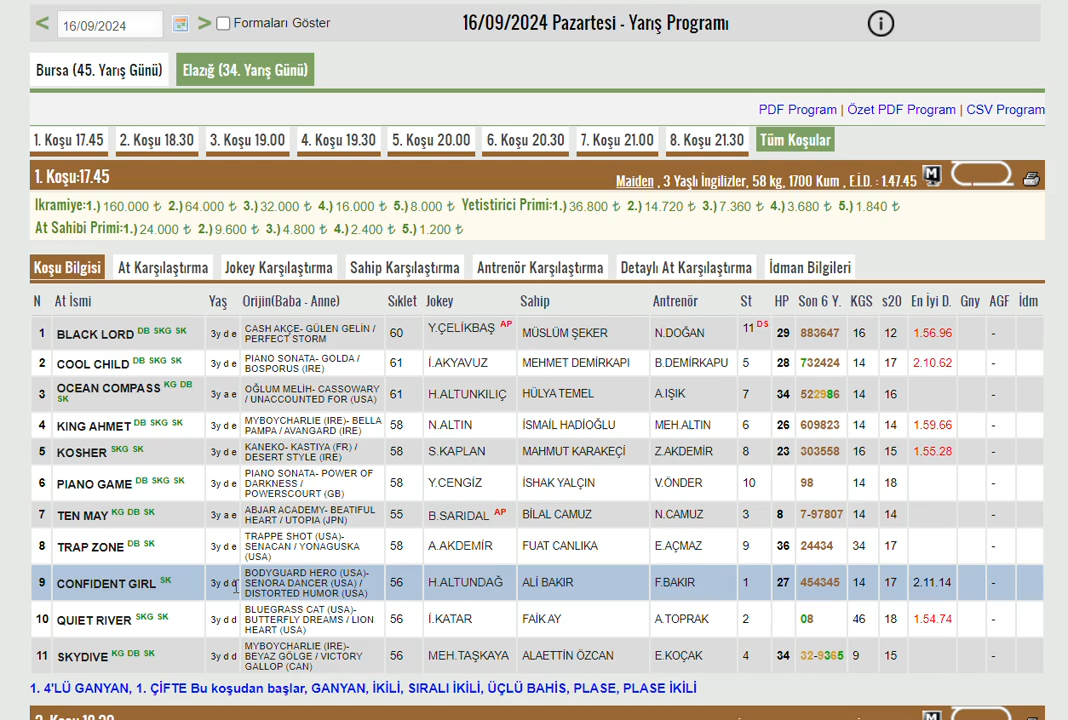 < 16/09/2024 > Formaları Göster 16/09/2024 Pazartesi - Yarış Programı i
Bursa (45. Yarış Günü) Elazığ (34. Yarış Günü)
PDF Program | Özet PDF Program | CSV Program
1. Koşu 17.45 2. Koşu 18.30 3. Koşu 19.00 4. Koşu 19.30 5. Koşu 20.00 6. Koşu 20.30 7. Koşu 21.00 8. Koşu 21.30 Tüm Koşular
1. Koşu:17.45 Maiden , 3 Yaşlı İngilizler, 58 kg, 1700 Kum , E.İ.D. : 1.47.45 M
Ikramiye:1.) 160.000 ₺ 2.) 64.000 ₺ 3.) 32.000 ₺ 4.) 16.000 ₺ 5.) 8.000 ₺ Yetistirici Primi:1.) 36.800 ₺ 2.) 14.720 ₺ 3.) 7.360 ₺ 4.) 3.680 ₺ 5.) 1.840 ₺
At Sahibi Primi:1.) 24.000 ₺ 2.) 9.600 ₺ 3.) 4.800 ₺ 4.) 2.400 ₺ 5.) 1.200 ₺
Koşu Bilgisi At Karşılaştırma Jokey Karşılaştırma Sahip Karşılaştırma Antrenör Karşılaştırma Detaylı At Karşılaştırma İdman Bilgileri
N At İsmi Yaş Orijin(Baba - Anne) Sıklet Jokey Sahip Antrenör St HP Son 6 Y. KGS s20 En İyi D. Gny AGF İdm
1 BLACK LORD DB SKG SK 3y d e CASH AKÇE- GÜLEN GELİN / PERFECT STORM 60 Y.ÇELİKBAŞ AP MÜSLÜM ŞEKER N.DOĞAN 11 DS 29 883647 16 12 1.56.96 -
2 COOL CHILD DB SKG SK 3y d e PIANO SONATA- GOLDA / BOSPORUS (IRE) 61 İ.AKYAVUZ MEHMET DEMİRKAPI B.DEMİRKAPU 5 28 732424 14 17 2.10.62 -
3 OCEAN COMPASS KG DB SK 3y a e OĞLUM MELİH- CASSOWARY / UNACCOUNTED FOR (USA) 61 H.ALTUNKILIÇ HÜLYA TEMEL A.IŞIK 7 34 522986 14 16 -
4 KING AHMET DB SKG SK 3y d e MYBOYCHARLIE (IRE)- BELLA PAMPA / AVANGARD (IRE) 58 N.ALTIN İSMAİL HADİOĞLU MEH.ALTIN 6 26 609823 14 14 1.59.66 -
5 KOSHER SKG SK 3y d e KANEKO- KASTIYA (FR) / DESERT STYLE (IRE) 58 S.KAPLAN MAHMUT KARAKEÇİ Z.AKDEMİR 8 23 303558 16 15 1.55.28 -
6 PIANO GAME DB SKG SK 3y d e PIANO SONATA- POWER OF DARKNESS / POWERSCOURT (GB) 58 Y.CENGİZ İSHAK YALÇIN V.ÖNDER 10 98 14 18 -
7 TEN MAY KG DB SK 3y a e ABJAR ACADEMY- BEATIFUL HEART / UTOPIA (JPN) 55 B.SARIDAL AP BİLAL CAMUZ N.CAMUZ 3 8 7-97807 14 14 -
8 TRAP ZONE DB SK 3y d e TRAPPE SHOT (USA)- SENACAN / YONAGUSKA (USA) 58 A.AKDEMİR FUAT CANLIKA E.AÇMAZ 9 36 24434 34 17 -
9 CONFIDENT GIRL SK 3y d d BODYGUARD HERO (USA)- SENORA DANCER (USA) / DISTORTED HUMOR (USA) 56 H.ALTUNDAĞ ALİ BAKIR F.BAKIR 1 27 454345 14 17 2.11.14 -
10 QUIET RIVER SKG SK 3y d d BLUEGRASS CAT (USA)- BUTTERFLY DREAMS / LION HEART (USA) 56 İ.KATAR FAİK AY A.TOPRAK 2 08 46 18 1.54.74 -
11 SKYDIVE KG DB SK 3y d d MYBOYCHARLIE (IRE)- BEYAZ GÖLGE / VICTORY GALLOP (CAN) 56 MEH.TAŞKAYA ALAETTİN ÖZCAN E.KOÇAK 4 34 32-9365 9 15 -
1. 4'LÜ GANYAN, 1. ÇİFTE Bu koşudan başlar, GANYAN, İKİLİ, SIRALI İKİLİ, ÜÇLÜ BAHİS, PLASE, PLASE İKİLİ